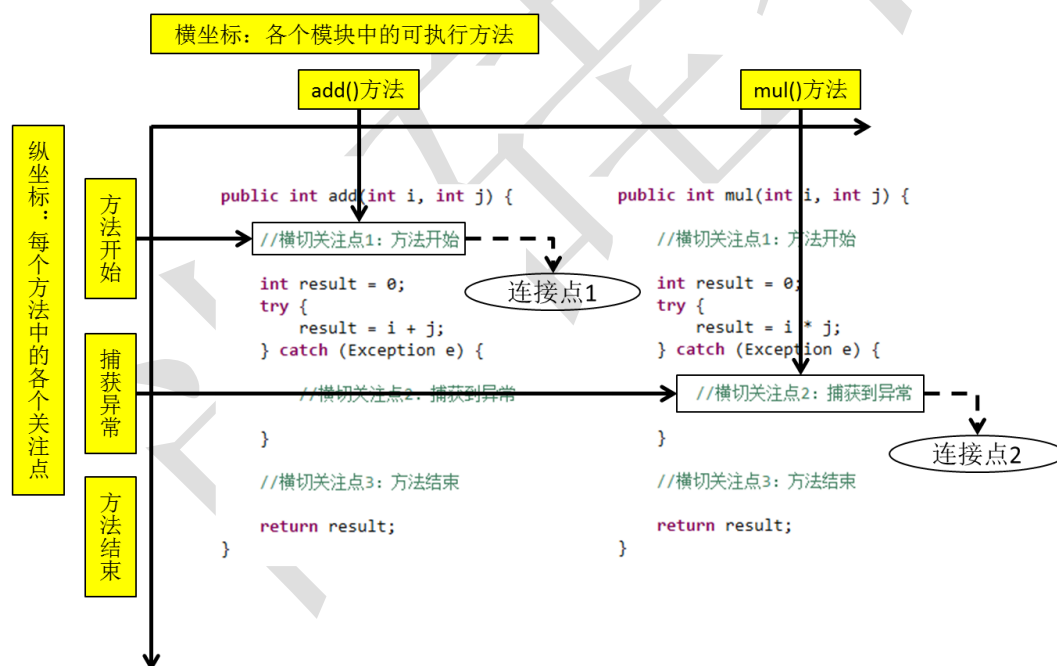 横坐标：各个模块中的可执行方法
add()方法
mul()方法
纵坐标：每个方法中的各个关注点
方法开始
捕获异常
方法结束
public int add(int i, int j) {
//横切关注点1：方法开始
int result = 0;
try {
result = i + j;
} catch (Exception e) {
//横切关注点2：捕获到异常
}
//横切关注点3：方法结束
return result;
}
连接点1
public int mul(int i, int j) {
//横切关注点1：方法开始
int result = 0;
try {
result = i * j;
} catch (Exception e) {
//横切关注点2：捕获到异常
}
//横切关注点3：方法结束
return result;
}
连接点2